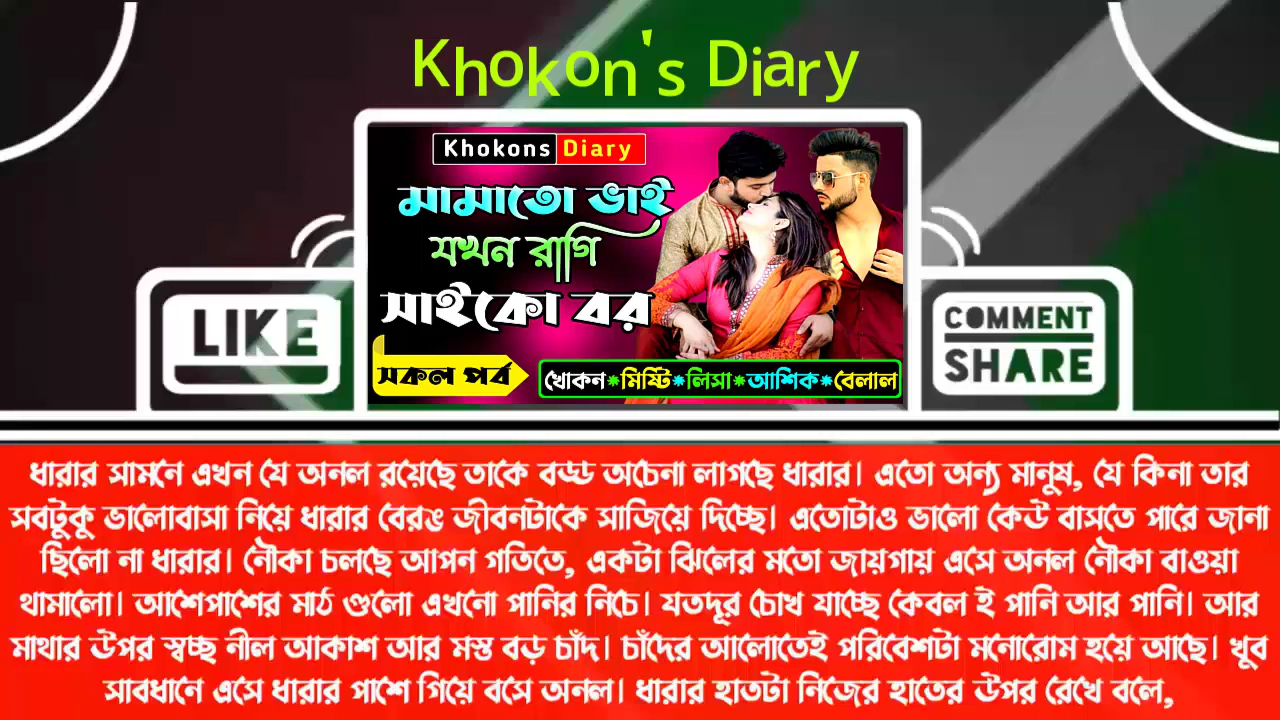 Khokon's Diary
Khokons Diary
মামাতো ভাই
যখন রাগি
সাইকো বর
সকল পর্ব
খোকন*মিষ্টি*লিসা*আশিক*বেলাল
LIKE
COMMENT
SHARE
ধারার সামনে এখন যে অনল রয়েছে তাকে বড্ড অচেনা লাগছে ধারার। এতো অন্য মানুষ, যে কিনা তার
সবটুকু ভালোবাসা নিয়ে ধারার বেরঙ জীবনটাকে সাজিয়ে দিচ্ছে। এতোটাও ভালো কেউ বাসতে পারে জানা
ছিলো না ধারার। নৌকা চলছে আপন গতিতে, একটা ঝিলের মতো জায়গায় এসে অনল নৌকা বাওয়া
থামালো। আশেপাশের মাঠ গুলো এখনো পানির নিচে। যতদূর চোখ যাচ্ছে কেবল ই পানি আর পানি। আর
মাথার উপর স্বচ্ছ নীল আকাশ আর মস্ত বড় চাঁদ। চাঁদের আলোতেই পরিবেশটা মনোরোম হয়ে আছে। খুব
সাবধানে এসে ধারার পাশে গিয়ে বসে অনল। ধারার হাতটা নিজের হাতের উপর রেখে বলে,